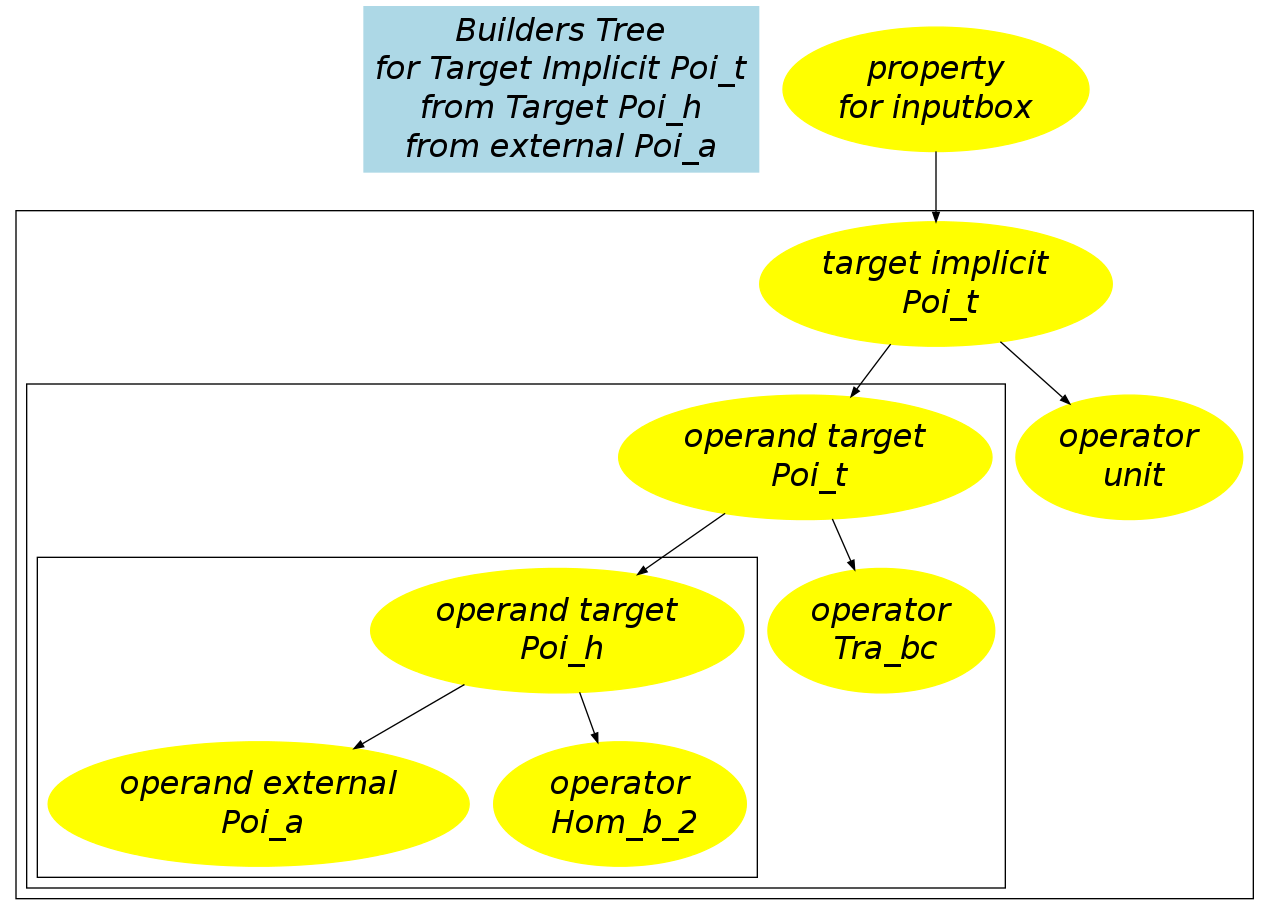 Builders Tree
for Target Implicit Poi_t
from Target Poi_h
from external Poi_a
property
for inputbox
target implicit
Poi_t
operand target
Poi_t
operator
unit
operand target
Poi_h
operator
Tra_bc
operand external
Poi_a
operator
Hom_b_2